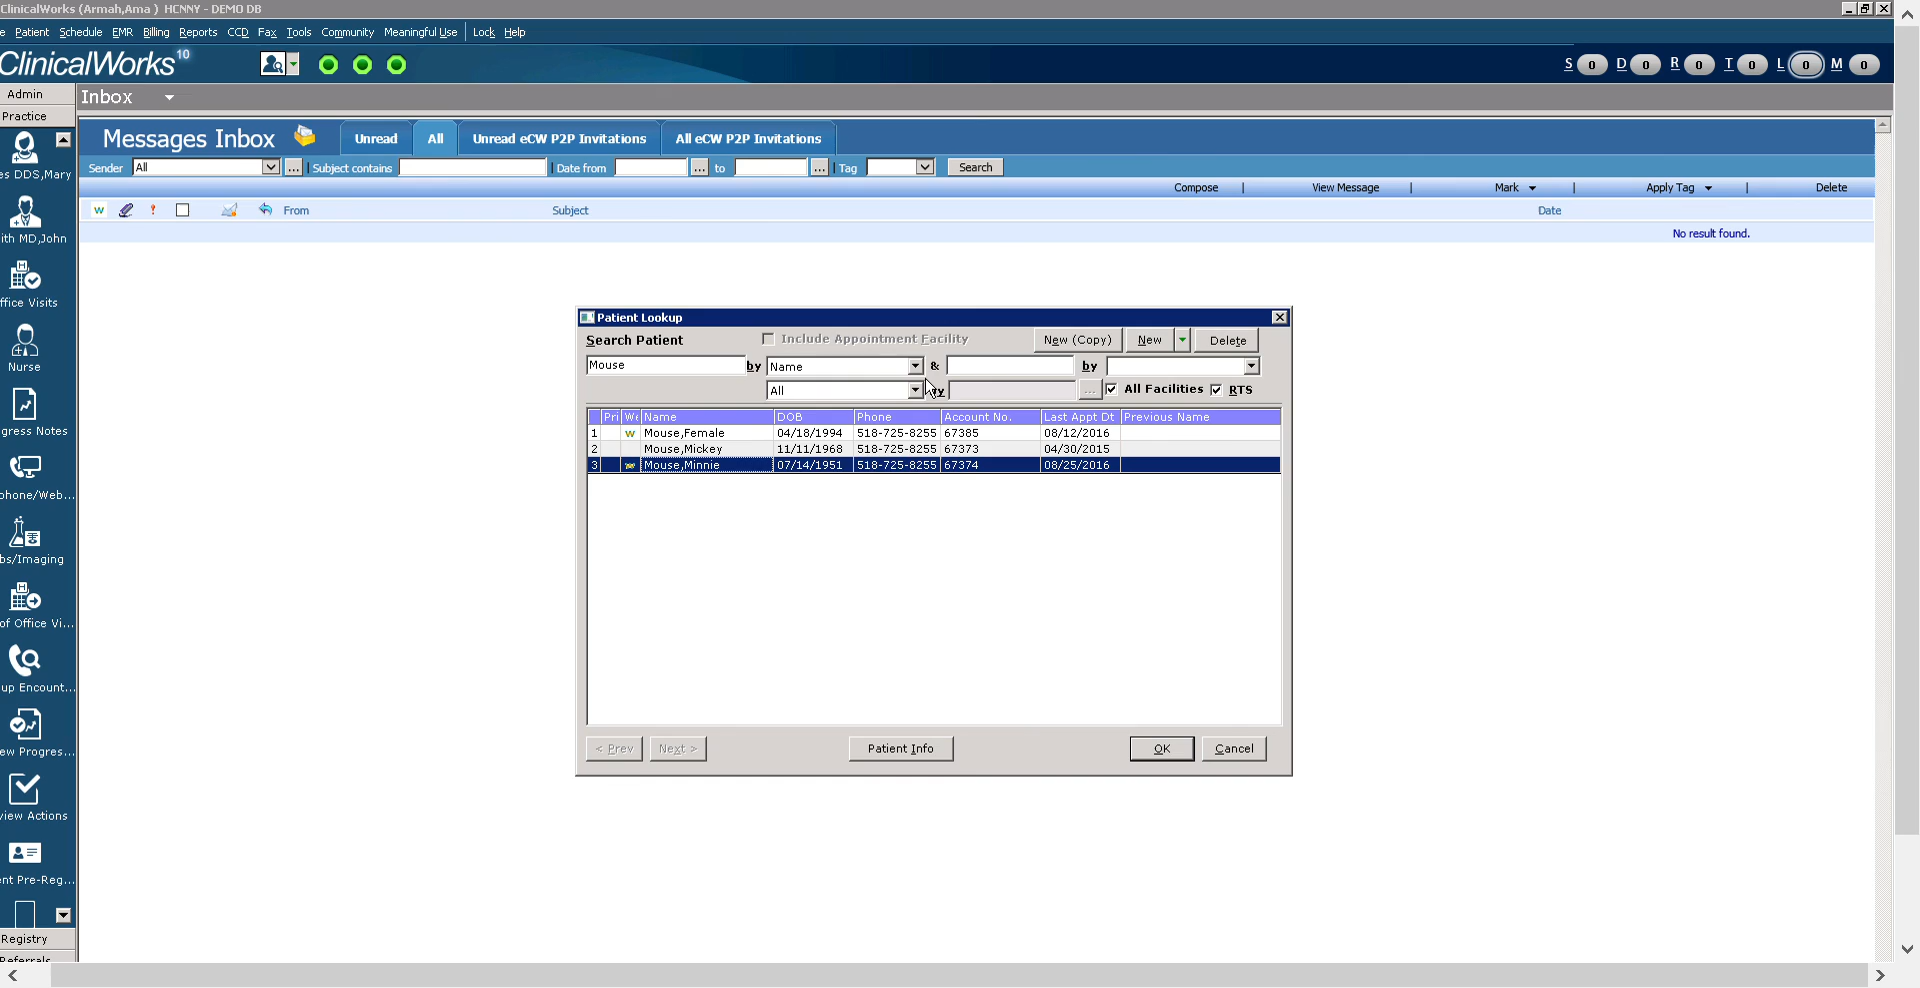 ClinicalWorks (Armah,Ama ) HCNNY - DEMO DB
e Patient Schedule EMR Billing Reports CCD Fax Tools Community Meaningful Use Lock Help
ClinicalWorks 10
S 0 D 0 R 0 T 0 L 0 M 0
Admin
Inbox
Practice
Messages Inbox
Unread All Unread eCW P2P Invitations All eCW P2P Invitations
Sender All ... Subject contains Date from ... to ... Tag Search
Compose View Message Mark Apply Tag Delete
w ! From Subject Date
No result found.
es DDS,Mary
ith MD,John
ffice Visits
Nurse
gress Notes
phone/Web...
bs/Imaging
of Office Vi...
up Encount...
ew Progres...
view Actions
ent Pre-Reg...
Registry
Referrals
Patient Lookup
Search Patient Include Appointment Facility New (Copy) New Delete
Mouse by Name & by
All by ... All Facilities RTS
Pri We Name DOB Phone Account No. Last Appt Dt Previous Name
1 w Mouse,Female 04/18/1994 518-725-8255 67385 08/12/2016
2 Mouse,Mickey 11/11/1968 518-725-8255 67373 04/30/2015
3 w Mouse,Minnie 07/14/1951 518-725-8255 67374 08/25/2016
< Prev Next > Patient Info OK Cancel